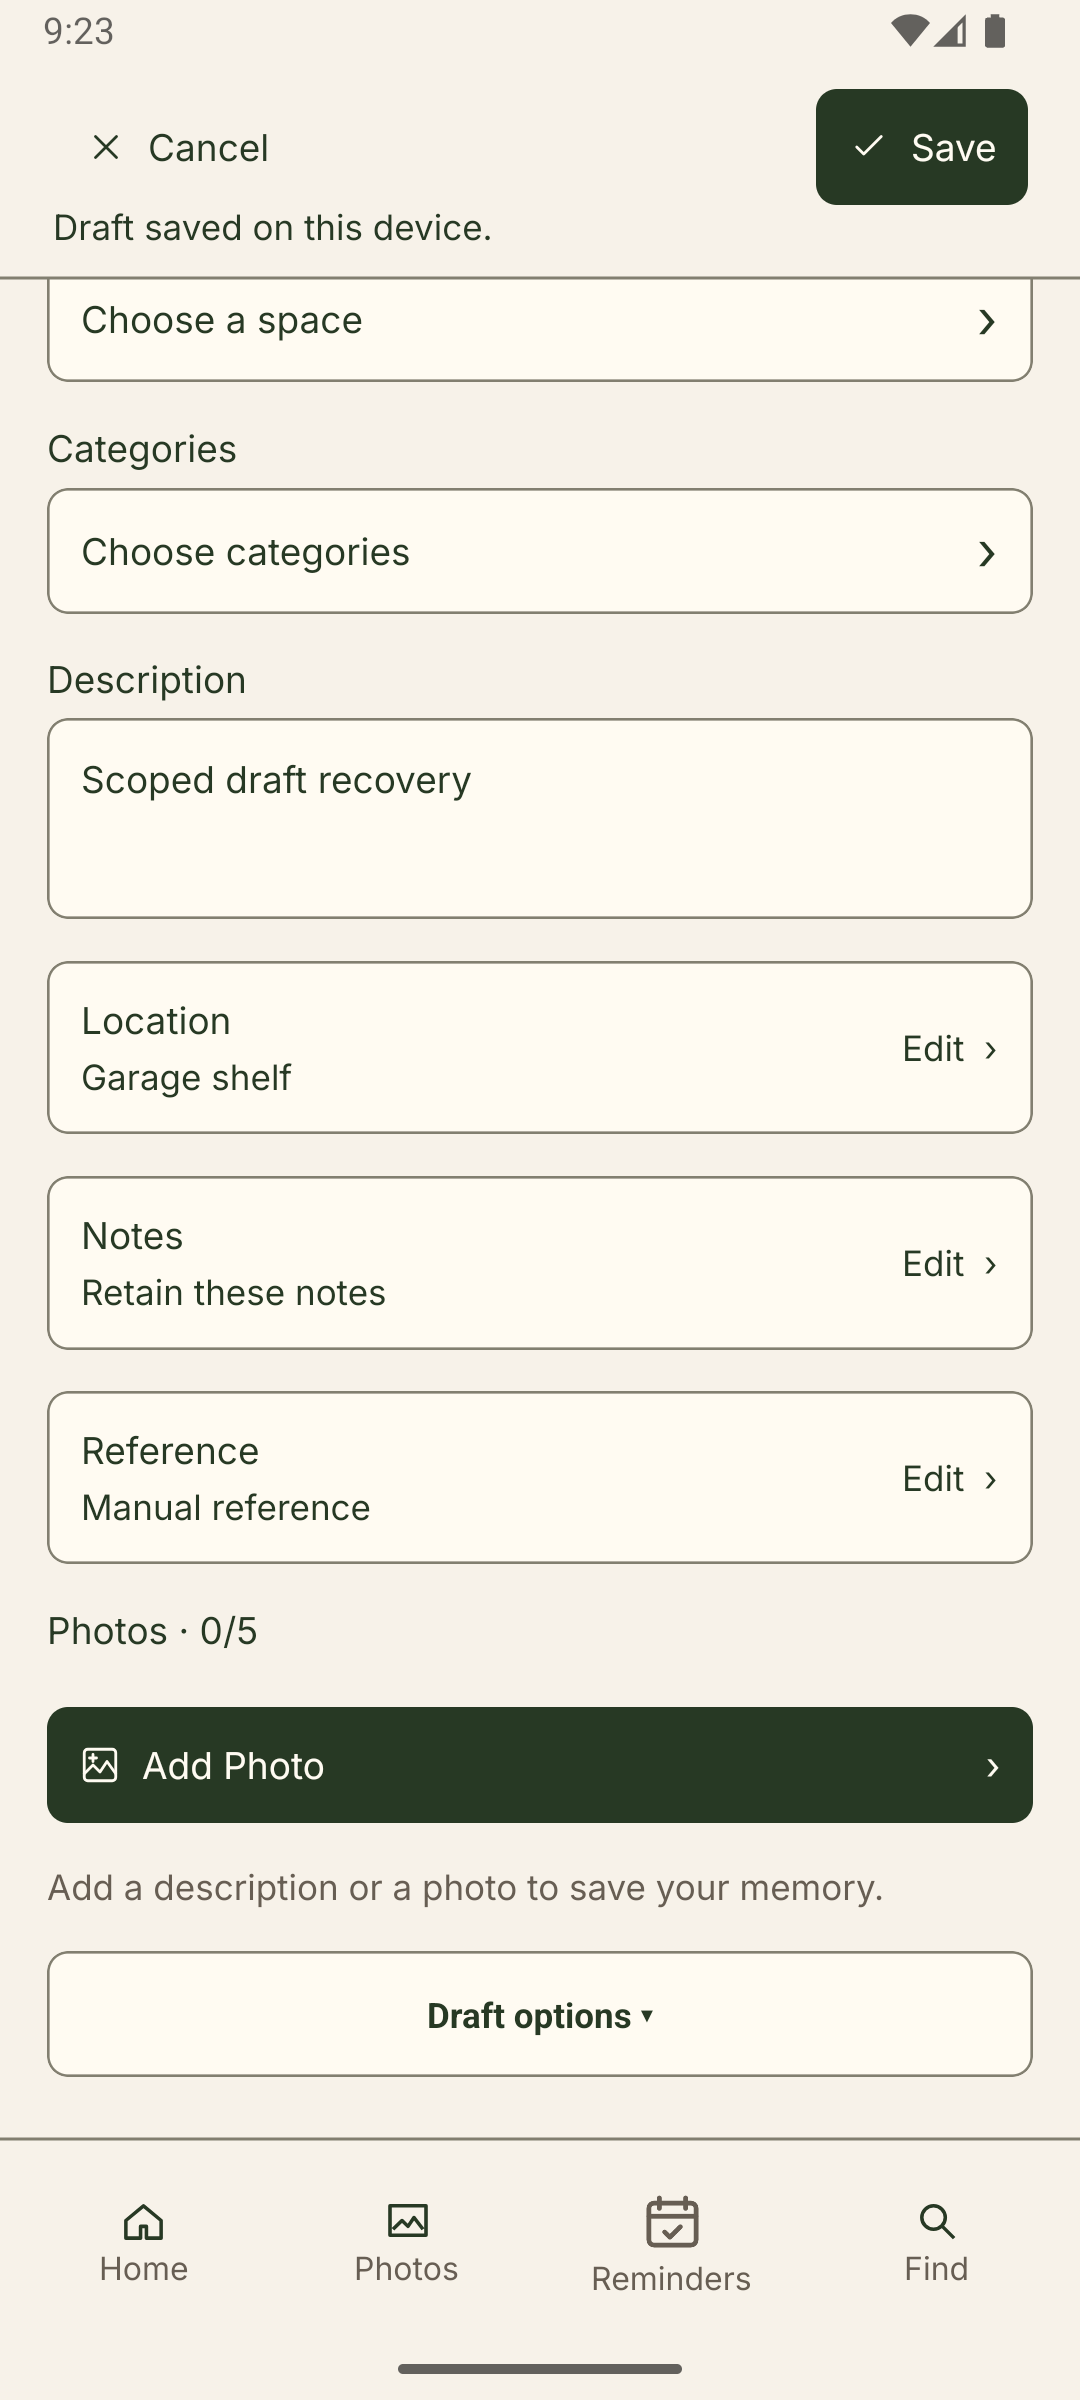 9:23
Cancel
Save
Draft saved on this device.
Choose a space
Categories
Choose categories
Description
Scoped draft recovery
Location
Garage shelf
Edit
Notes
Retain these notes
Edit
Reference
Manual reference
Edit
Photos · 0/5
Add Photo
Add a description or a photo to save your memory.
Draft options ▾
Home
Photos
Reminders
Find